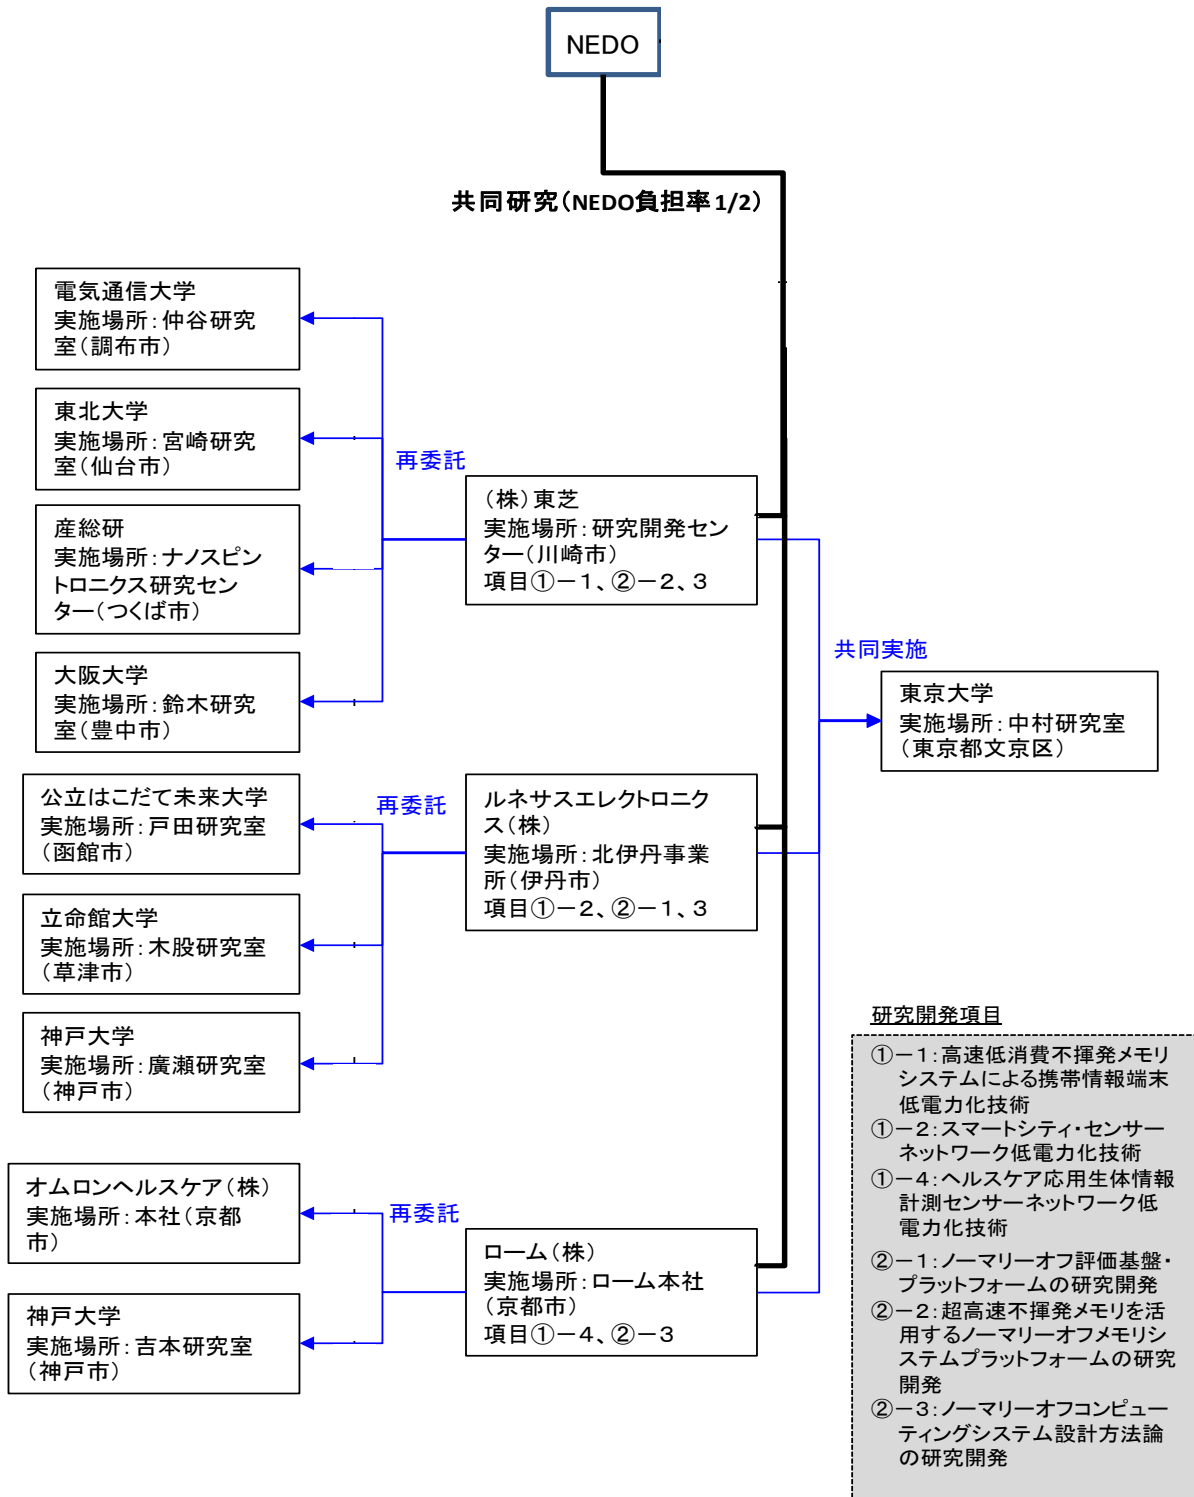 NEDO
共同研究（NEDO負担率1/2）
電気通信大学
実施場所：仲谷研究
室（調布市）
東北大学
実施場所：宮崎研究
室（仙台市）
産総研
実施場所：ナノスピン
トロニクス研究セン
ター（つくば市）
大阪大学
実施場所：鈴木研究
室（豊中市）
再委託
（株）東芝
実施場所：研究開発セン
ター（川崎市）
項目①－１、②－２、３
共同実施
東京大学
実施場所：中村研究室
（東京都文京区）
公立はこだて未来大学
実施場所：戸田研究室
（函館市）
立命館大学
実施場所：木股研究室
（草津市）
神戸大学
実施場所：廣瀬研究室
（神戸市）
再委託
ルネサスエレクトロニク
ス（株）
実施場所：北伊丹事業
所（伊丹市）
項目①－２、②－１、３
オムロンヘルスケア（株）
実施場所：本社（京都
市）
神戸大学
実施場所：吉本研究室
（神戸市）
再委託
ローム（株）
実施場所：ローム本社
（京都市）
項目①－４、②－３
研究開発項目
①－１：高速低消費不揮発メモリ
システムによる携帯情報端末
低電力化技術
①－２：スマートシティ・センサー
ネットワーク低電力化技術
①－４：ヘルスケア応用生体情報
計測センサーネットワーク低
電力化技術
②－１：ノーマリーオフ評価基盤・
プラットフォームの研究開発
②－２：超高速不揮発メモリを活
用するノーマリーオフメモリシ
ステムプラットフォームの研究
開発
②－３：ノーマリーオフコンピュー
ティングシステム設計方法論
の研究開発